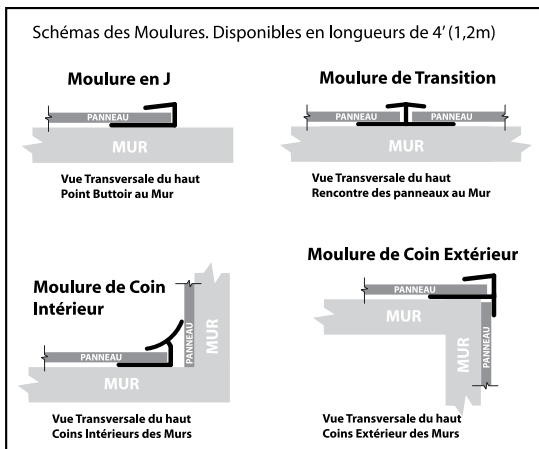 Schémas des Moulures. Disponibles en longueurs de 4' (1,2m)
Moulure en J
PANNEAU
MUR
Vue Transversale du haut
Point Buttoir au Mur
Moulure de Transition
PANNEAU PANNEAU
MUR
Vue Transversale du haut
Rencontre des panneaux au Mur
Moulure de Coin
Intérieur
PANNEAU
PANNEAU
MUR
MUR
Vue Transversale du haut
Coins Intérieurs des Murs
Moulure de Coin Extérieur
PANNEAU
MUR
MUR
PANNEAU
Vue Transversale du haut
Coins Extérieur des Murs